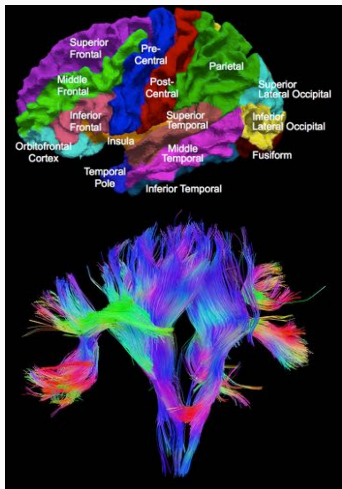 Superior
Frontal
Pre-
Central
Parietal
Middle
Frontal
Post-
Central
Superior
Lateral Occipital
Inferior
Frontal
Superior
Temporal
Inferior
Lateral Occipital
Orbitofrontal
Cortex
Insula
Middle
Temporal
Fusiform
Temporal
Pole
Inferior Temporal